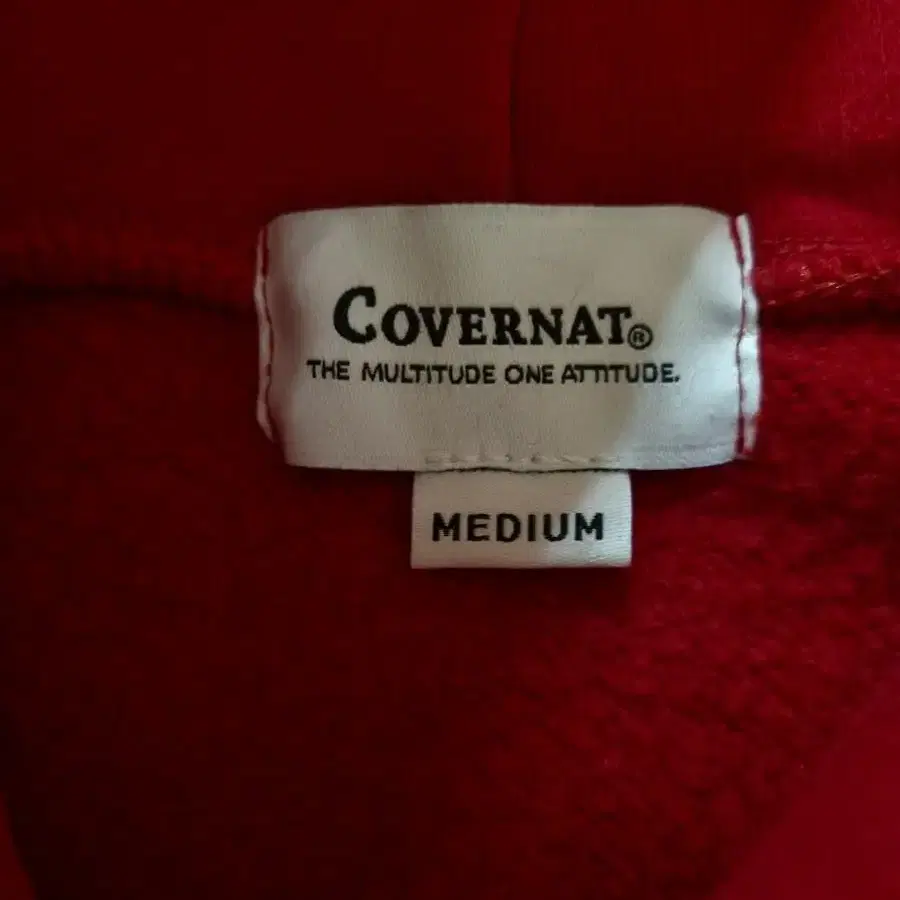 COVERNAT®
THE MULTITUDE ONE ATTITUDE.
MEDIUM